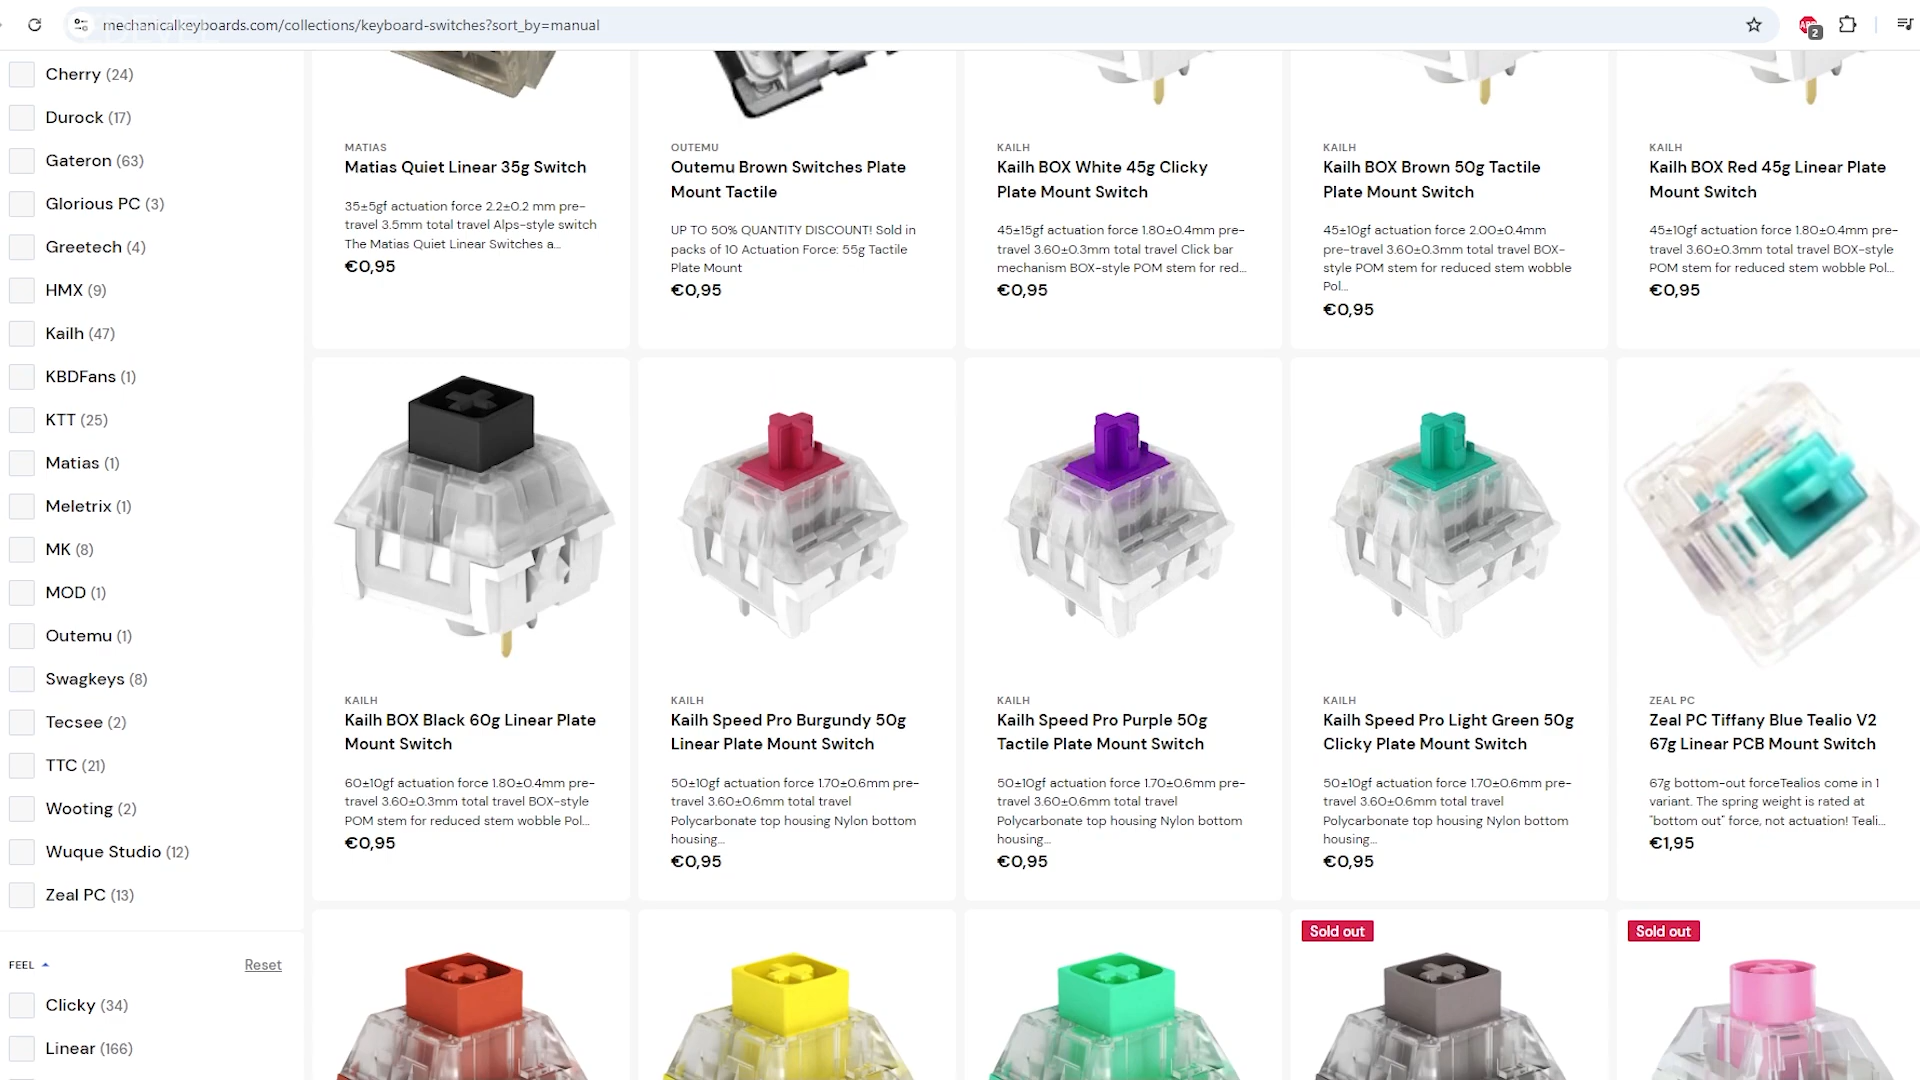 mechanicalkeyboards.com/collections/keyboard-switches?sort_by=manual
2
Cherry (24)
Durock (17)
Gateron (63)
Glorious PC (3)
Greetech (4)
HMX (9)
Kailh (47)
KBDFans (1)
KTT (25)
Matias (1)
Meletrix (1)
MK (8)
MOD (1)
Outemu (1)
Swagkeys (8)
Tecsee (2)
TTC (21)
Wooting (2)
Wuque Studio (12)
Zeal PC (13)
FEEL
Reset
Clicky (34)
Linear (166)
MATIAS
Matias Quiet Linear 35g Switch
35±5gf actuation force 2.2±0.2 mm pre-
travel 3.5mm total travel Alps-style switch
The Matias Quiet Linear Switches a...
€0,95
OUTEMU
Outemu Brown Switches Plate
Mount Tactile
UP TO 50% QUANTITY DISCOUNT! Sold in
packs of 10 Actuation Force: 55g Tactile
Plate Mount
€0,95
KAILH
Kailh BOX White 45g Clicky
Plate Mount Switch
45±15gf actuation force 1.80±0.4mm pre-
travel 3.60±0.3mm total travel Click bar
mechanism BOX-style POM stem for red...
€0,95
KAILH
Kailh BOX Brown 50g Tactile
Plate Mount Switch
45±10gf actuation force 2.00±0.4mm
pre-travel 3.60±0.3mm total travel BOX-
style POM stem for reduced stem wobble
Pol...
€0,95
KAILH
Kailh BOX Red 45g Linear Plate
Mount Switch
45±10gf actuation force 1.80±0.4mm pre-
travel 3.60±0.3mm total travel BOX-style
POM stem for reduced stem wobble Pol...
€0,95
KAILH
Kailh BOX Black 60g Linear Plate
Mount Switch
60±10gf actuation force 1.80±0.4mm pre-
travel 3.60±0.3mm total travel BOX-style
POM stem for reduced stem wobble Pol...
€0,95
KAILH
Kailh Speed Pro Burgundy 50g
Linear Plate Mount Switch
50±10gf actuation force 1.70±0.6mm pre-
travel 3.60±0.6mm total travel
Polycarbonate top housing Nylon bottom
housing...
€0,95
KAILH
Kailh Speed Pro Purple 50g
Tactile Plate Mount Switch
50±10gf actuation force 1.70±0.6mm pre-
travel 3.60±0.6mm total travel
Polycarbonate top housing Nylon bottom
housing...
€0,95
KAILH
Kailh Speed Pro Light Green 50g
Clicky Plate Mount Switch
50±10gf actuation force 1.70±0.6mm pre-
travel 3.60±0.6mm total travel
Polycarbonate top housing Nylon bottom
housing...
€0,95
ZEAL PC
Zeal PC Tiffany Blue Tealio V2
67g Linear PCB Mount Switch
67g bottom-out forceTealios come in 1
variant. The spring weight is rated at
"bottom out" force, not actuation! Teali...
€1,95
Sold out
Sold out